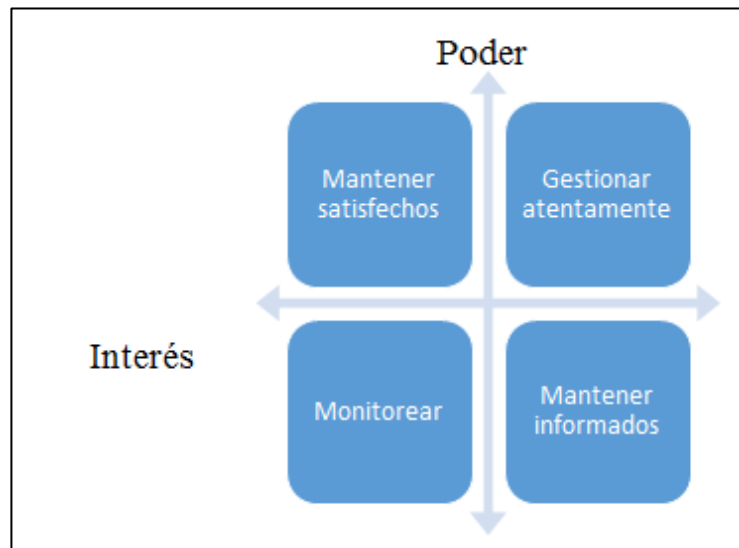 Poder
Mantener
satisfechos
Gestionar
atentamente
Interés
Monitorear
Mantener
informados